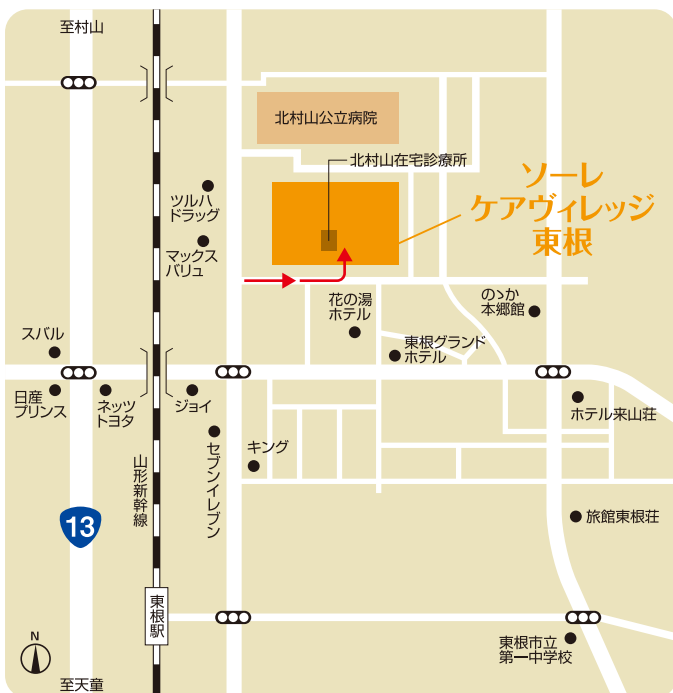 至村山
北村山公立病院
北村山在宅診療所
ソーレ
ケアヴィレッジ
東根
ツルハ
ドラッグ
マックス
バリュ
花の湯
ホテル
のゝか
本郷館
東根グランド
ホテル
スバル
日産
プリンス
ネッツ
トヨタ
ジョイ
ホテル来山荘
セブンイレブン
キング
山形新幹線
13
旅館東根荘
東根駅
東根市立
第一中学校
N
至天童